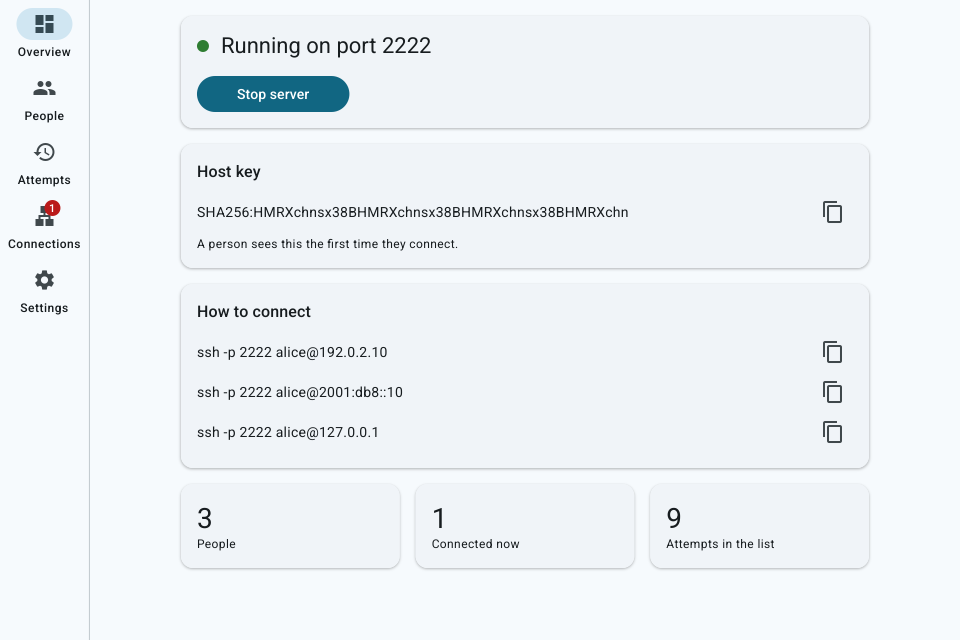 Overview
People
Attempts
1
Connections
Settings
Running on port 2222
Stop server
Host key
SHA256:HMRXchnsx38BHMRXchnsx38BHMRXchnsx38BHMRXchn
A person sees this the first time they connect.
How to connect
ssh -p 2222 alice@192.0.2.10
ssh -p 2222 alice@2001:db8::10
ssh -p 2222 alice@127.0.0.1
3
People
1
Connected now
9
Attempts in the list